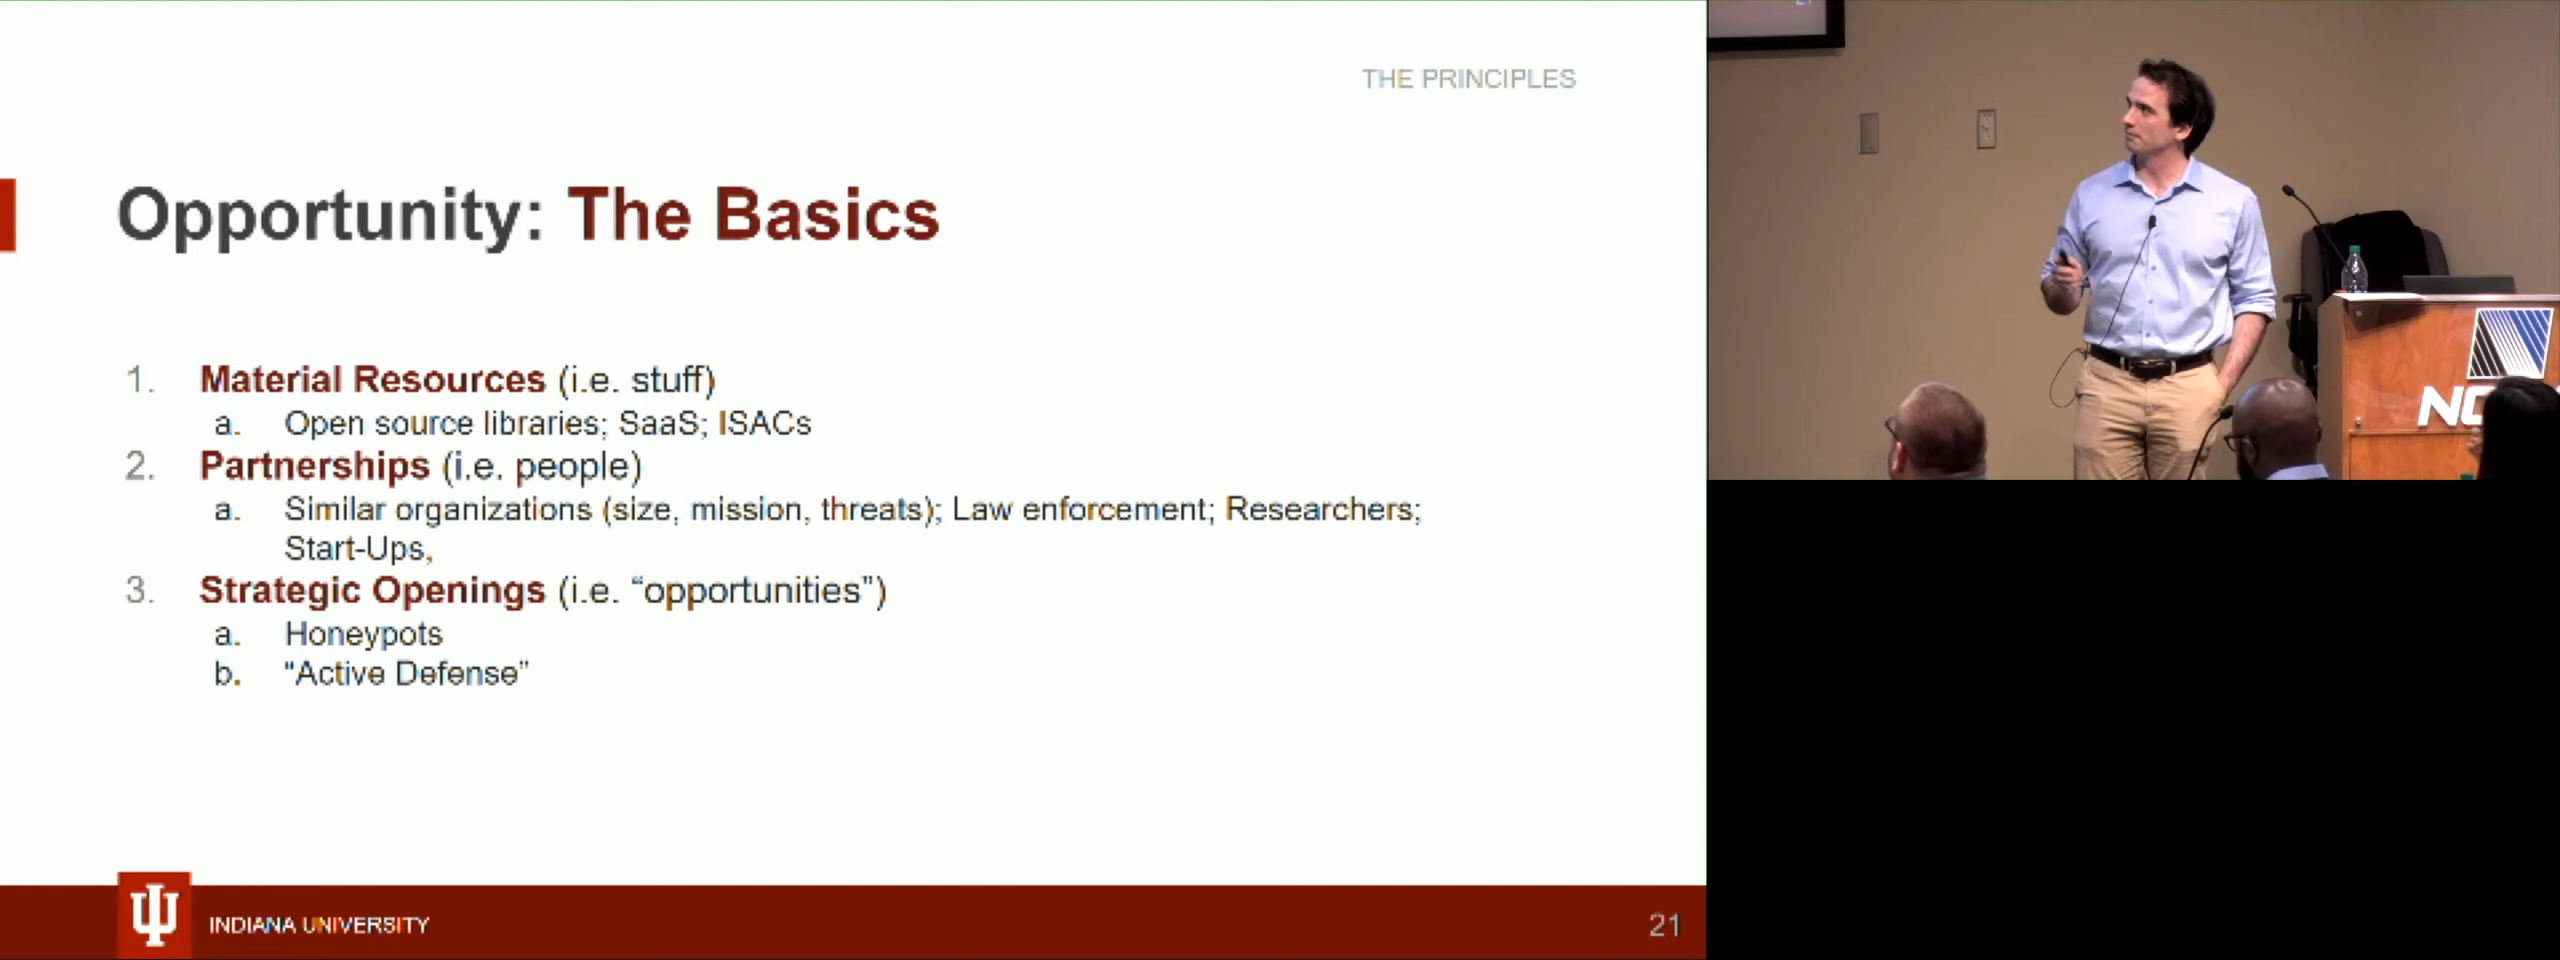 THE PRINCIPLES
Opportunity: The Basics
1. Material Resources (i.e. stuff)
a. Open source libraries; SaaS; ISACs
2. Partnerships (i.e. people)
a. Similar organizations (size, mission, threats); Law enforcement; Researchers;
Start-Ups,
3. Strategic Openings (i.e. “opportunities”)
a. Honeypots
b. “Active Defense”
INDIANA UNIVERSITY
21